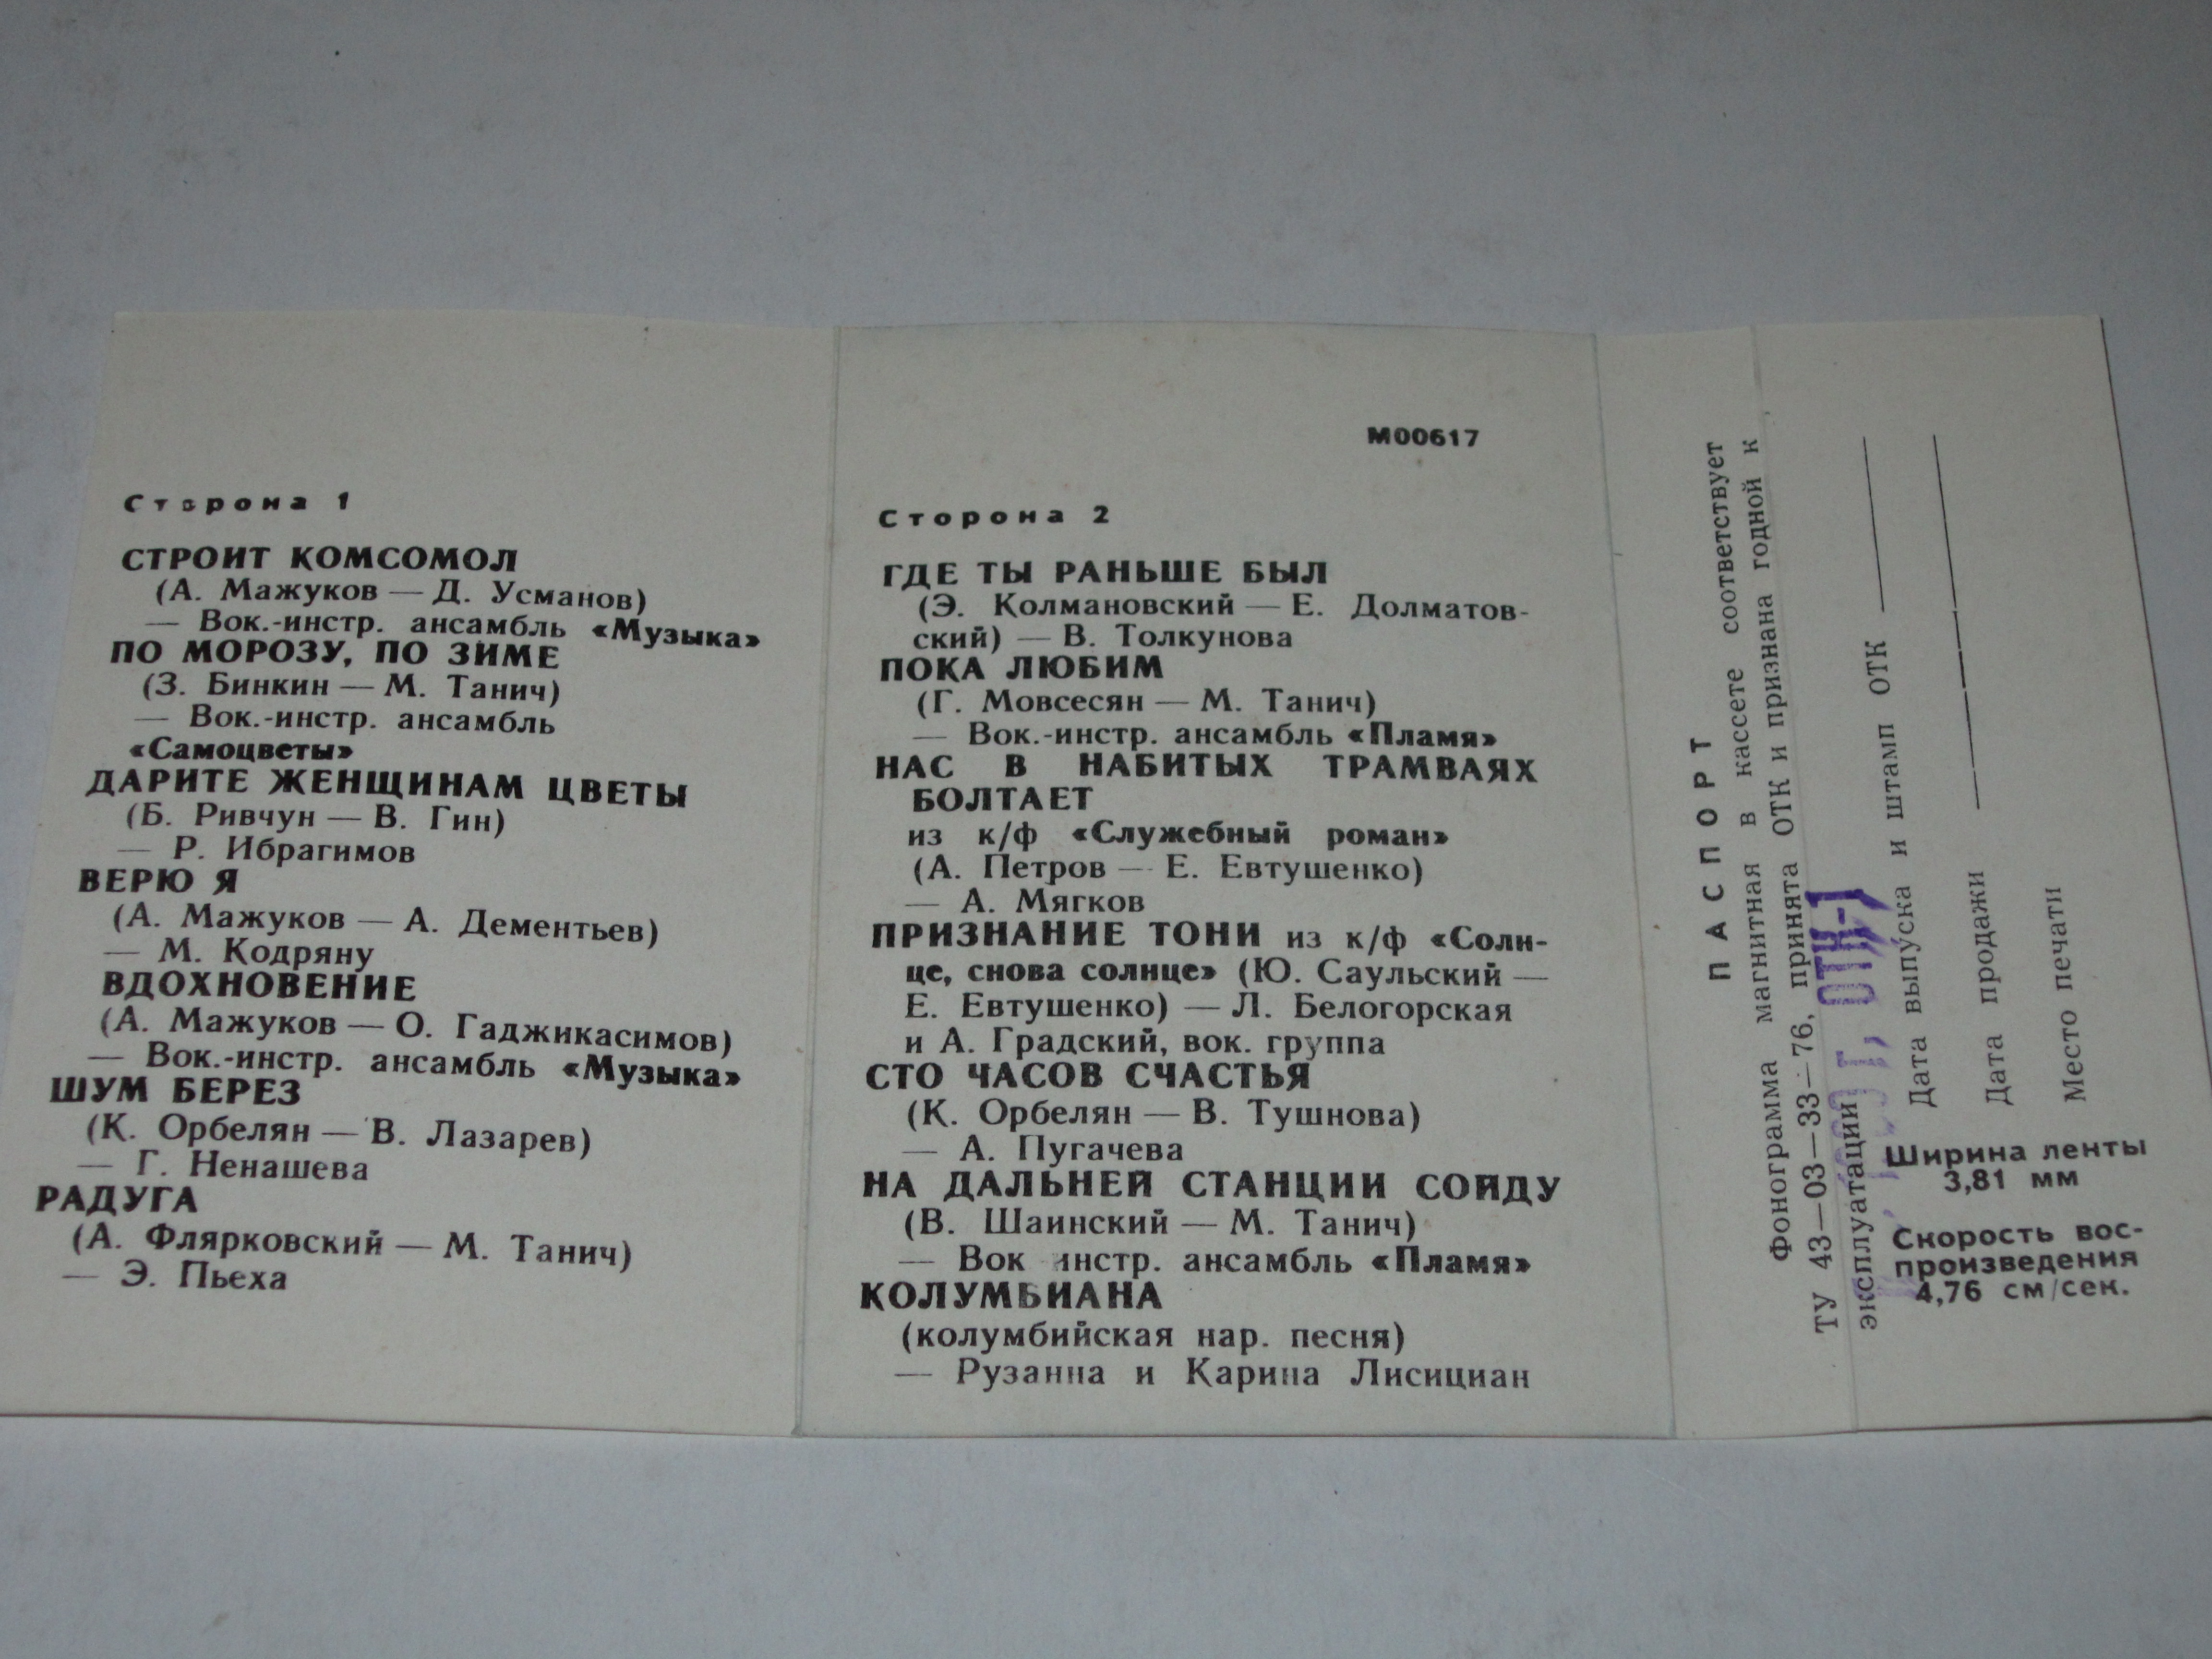 Сторона 1
СТРОИТ КОМСОМОЛ
(А. Мажуков — Д. Усманов)
— Вок.-инстр. ансамбль «Музыка»
ПО МОРОЗУ, ПО ЗИМЕ
(З. Бинкин — М. Танич)
— Вок.-инстр. ансамбль
«Самоцветы»
ДАРИТЕ ЖЕНЩИНАМ ЦВЕТЫ
(Б. Ривчун — В. Гин)
— Р. Ибрагимов
ВЕРЮ Я
(А. Мажуков — А. Дементьев)
— М. Кодряну
ВДОХНОВЕНИЕ
(А. Мажуков — О. Гаджикасимов)
— Вок.-инстр. ансамбль «Музыка»
ШУМ БЕРЕЗ
(К. Орбелян — В. Лазарев)
— Г. Ненашева
РАДУГА
(А. Флярковский — М. Танич)
— Э. Пьеха
М00617
Сторона 2
ГДЕ ТЫ РАНЬШЕ БЫЛ
(Э. Колмановский — Е. Долматов-
ский) — В. Толкунова
ПОКА ЛЮБИМ
(Г. Мовсесян — М. Танич)
— Вок.-инстр. ансамбль «Пламя»
НАС В НАБИТЫХ ТРАМВАЯХ
БОЛТАЕТ
из к/ф «Служебный роман»
(А. Петров — Е. Евтушенко)
— А. Мягков
ПРИЗНАНИЕ ТОНИ из к/ф «Солн-
це, снова солнце» (Ю. Саульский —
Е. Евтушенко) — Л. Белогорская
и А. Градский, вок. группа
СТО ЧАСОВ СЧАСТЬЯ
(К. Орбелян — В. Тушнова)
— А. Пугачева
НА ДАЛЬНЕЙ СТАНЦИИ СОЙДУ
(В. Шаинский — М. Танич)
— Вок инстр. ансамбль «Пламя»
КОЛУМБИАНА
(колумбийская нар. песня)
— Рузанна и Карина Лисициан
ПАСПОРТ
Фонограмма магнитная в кассете соответствует
ТУ 43—03—33—76, принята ОТК и признана годной к
эксплуатации
ОТК-1
Дата выпуска и штамп ОТК
Дата продажи
Место печати
Ширина ленты
3,81 мм
Скорость вос-
произведения
4,76 см/сек.